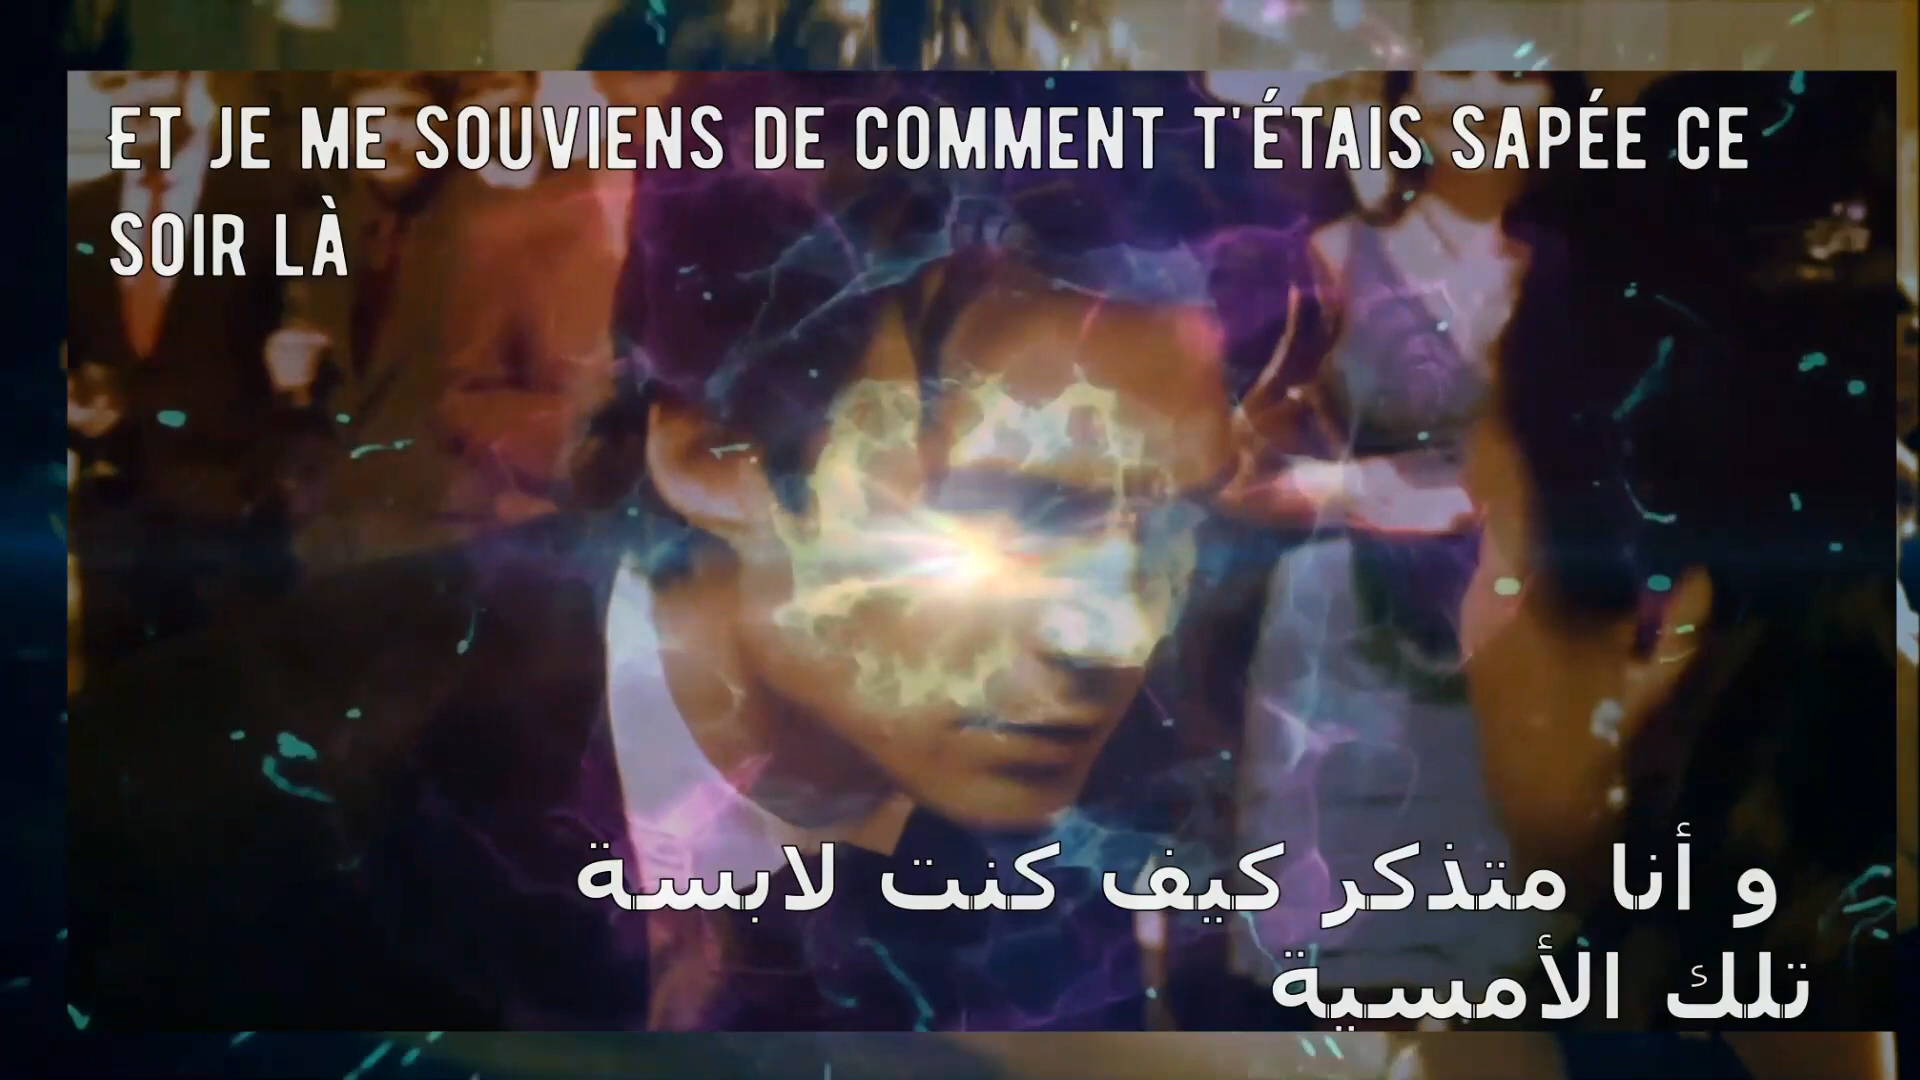 ET JE ME SOUVIENS DE COMMENT T'ÉTAIS SAPÉE CE
SOIR LÀ
و أنا متذكر كيف كنت لابسة
تلك الأمسية